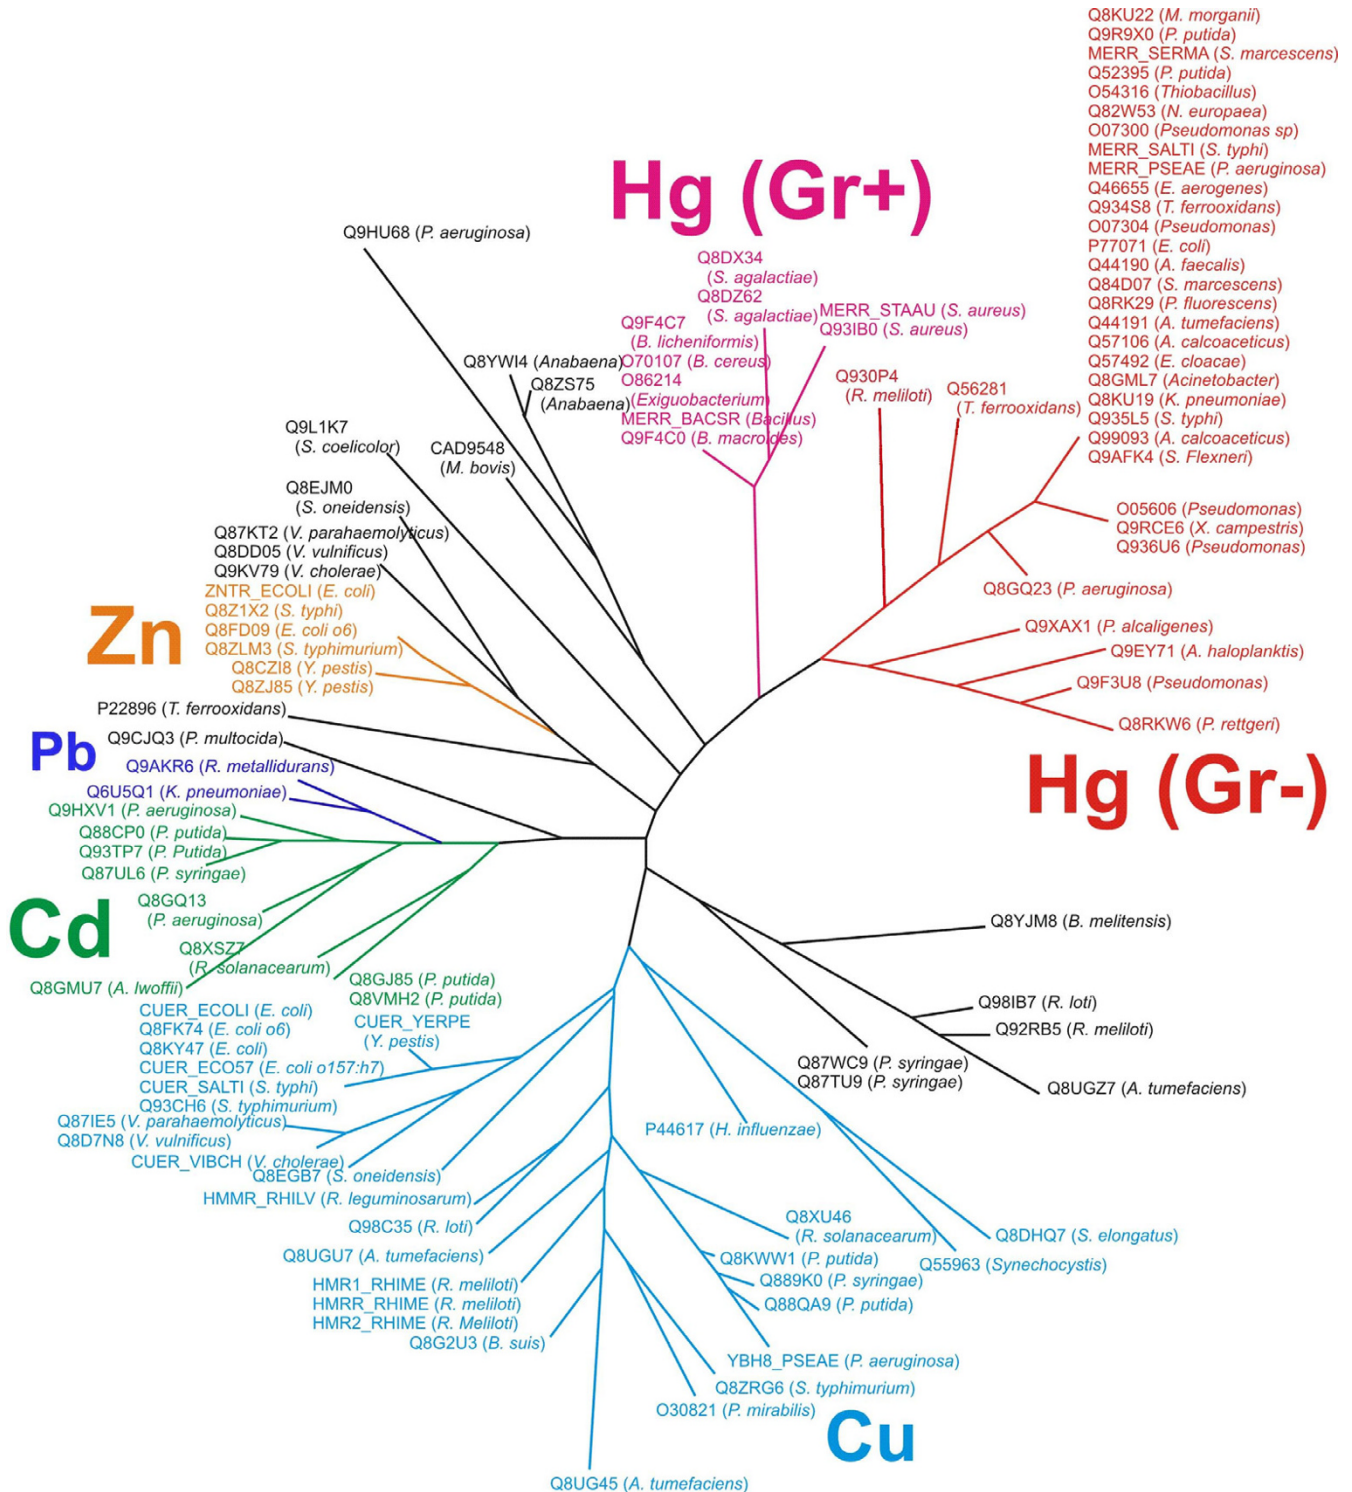 Q8KU22 (M. morganii)
Q9R9X0 (P. putida)
MERR_SERMA (S. marcescens)
Q52395 (P. putida)
O54316 (Thiobacillus)
Q82W53 (N. europaea)
O07300 (Pseudomonas sp)
MERR_SALTI (S. typhi)
MERR_PSEAE (P. aeruginosa)
Q46655 (E. aerogenes)
Q934S8 (T. ferrooxidans)
O07304 (Pseudomonas)
P77071 (E. coli)
Q44190 (A. faecalis)
Q84D07 (S. marcescens)
Q8RK29 (P. fluorescens)
Q44191 (A. tumefaciens)
Q57106 (A. calcoaceticus)
Q57492 (E. cloacae)
Q8GML7 (Acinetobacter)
Q8KU19 (K. pneumoniae)
Q935L5 (S. typhi)
Q99093 (A. calcoaceticus)
Q9AFK4 (S. Flexneri)
Hg (Gr+)
Q9HU68 (P. aeruginosa)
Q8DX34
(S. agalactiae)
Q8DZ62
(S. agalactiae)
MERR_STAAU (S. aureus)
Q93IB0 (S. aureus)
Q9F4C7
(B. licheniformis)
O70107 (B. cereus)
O86214
(Exiguobacterium)
MERR_BACSR (Bacillus)
Q9F4C0 (B. macroides)
Q8YWI4 (Anabaena)
Q8ZS75
(Anabaena)
Q930P4
(R. meliloti)
Q56281
(T. ferrooxidans)
Q9L1K7
(S. coelicolor)
CAD9548
(M. bovis)
Q8EJM0
(S. oneidensis)
Q87KT2 (V. parahaemolyticus)
Q8DD05 (V. vulnificus)
Q9KV79 (V. cholerae)
O05606 (Pseudomonas)
Q9RCE6 (X. campestris)
Q936U6 (Pseudomonas)
Q8GQ23 (P. aeruginosa)
Q9XAX1 (P. alcaligenes)
Q9EY71 (A. haloplanktis)
Q9F3U8 (Pseudomonas)
Q8RKW6 (P. rettgeri)
Hg (Gr-)
Zn
ZNTR_ECOLI (E. coli)
Q8Z1X2 (S. typhi)
Q8FD09 (E. coli o6)
Q8ZLM3 (S. typhimurium)
Q8CZI8 (Y. pestis)
Q8ZJ85 (Y. pestis)
P22896 (T. ferrooxidans)
Q9CJQ3 (P. multocida)
Pb
Q9AKR6 (R. metallidurans)
Q6U5Q1 (K. pneumoniae)
Q9HXV1 (P. aeruginosa)
Q88CP0 (P. putida)
Q93TP7 (P. Putida)
Q87UL6 (P. syringae)
Cd
Q8GQ13
(P. aeruginosa)
Q8XSZ7
(R. solanacearum)
Q8GMU7 (A. lwoffii)
Q8GJ85 (P. putida)
Q8VMH2 (P. putida)
Q8YJM8 (B. melitensis)
Q98IB7 (R. loti)
Q92RB5 (R. meliloti)
Q87WC9 (P. syringae)
Q87TU9 (P. syringae)
Q8UGZ7 (A. tumefaciens)
CUER_ECOLI (E. coli)
Q8FK74 (E. coli o6)
Q8KY47 (E. coli)
CUER_ECO57 (E. coli o157:h7)
CUER_SALTI (S. typhi)
Q93CH6 (S. typhimurium)
CUER_YERPE
(Y. pestis)
Q87IE5 (V. parahaemolyticus)
Q8D7N8 (V. vulnificus)
CUER_VIBCH (V. cholerae)
Q8EGB7 (S. oneidensis)
HMMR_RHILV (R. leguminosarum)
Q98C35 (R. loti)
Q8UGU7 (A. tumefaciens)
HMR1_RHIME (R. meliloti)
HMRR_RHIME (R. meliloti)
HMR2_RHIME (R. Meliloti)
Q8G2U3 (B. suis)
P44617 (H. influenzae)
Q8XU46
(R. solanacearum)
Q8KWW1 (P. putida)
Q889K0 (P. syringae)
Q88QA9 (P. putida)
Q8DHQ7 (S. elongatus)
Q55963 (Synechocystis)
YBH8_PSEAE (P. aeruginosa)
Q8ZRG6 (S. typhimurium)
O30821 (P. mirabilis)
Cu
Q8UG45 (A. tumefaciens)